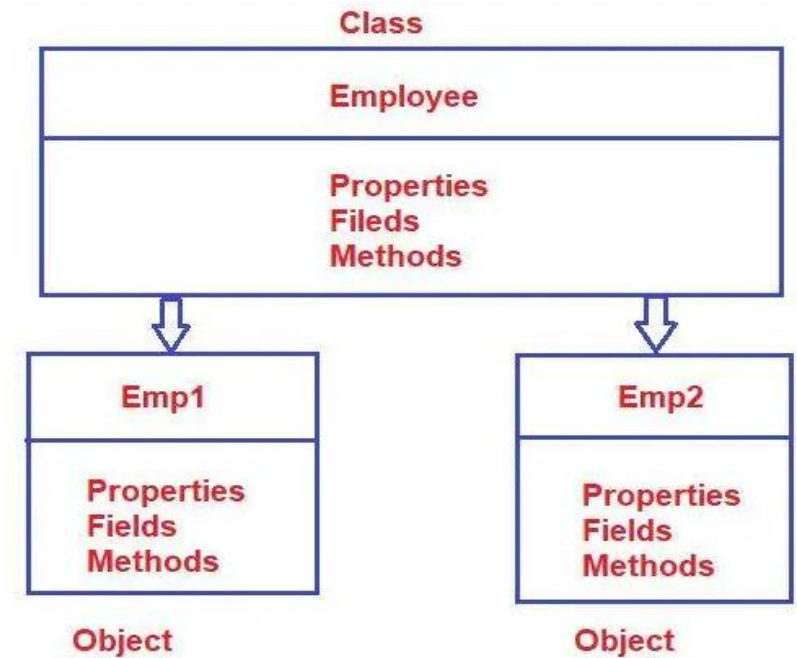 Class
Employee
Properties
Fileds
Methods
Emp1
Properties
Fields
Methods
Object
Emp2
Properties
Fields
Methods
Object